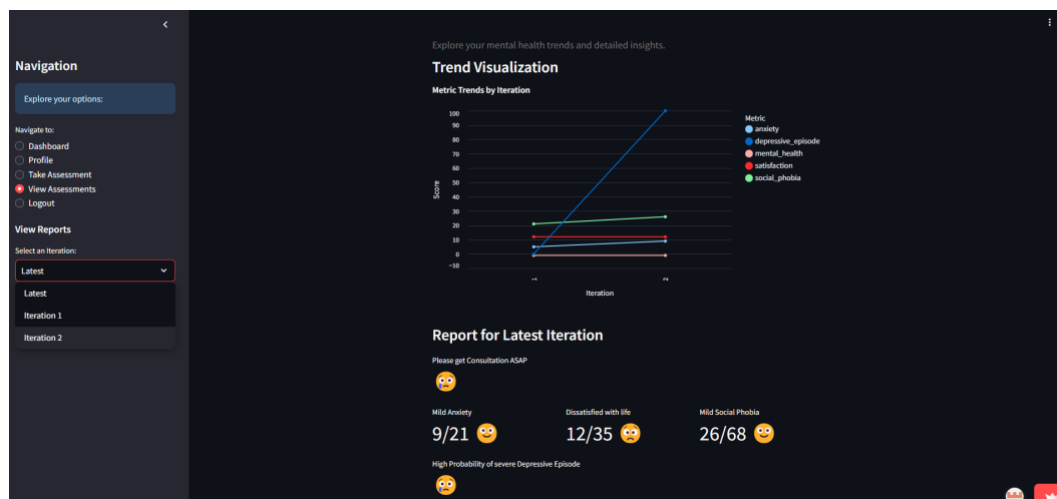 Navigation
Explore your options:
Navigate to:
Dashboard
Profile
Take Assessment
View Assessments
Logout
View Reports
Select an Iteration:
Latest
Latest
Iteration 1
Iteration 2
Explore your mental health trends and detailed insights.
Trend Visualization
Metric Trends by Iteration
Score
100
90
80
70
60
50
40
30
20
10
0
−10
1
2
Iteration
Metric
anxiety
depressive_episode
mental_health
satisfaction
social_phobia
Report for Latest Iteration
Please get Consultation ASAP
Mild Anxiety
9/21
Dissatisfied with life
12/35
Mild Social Phobia
26/68
High Probability of severe Depressive Episode